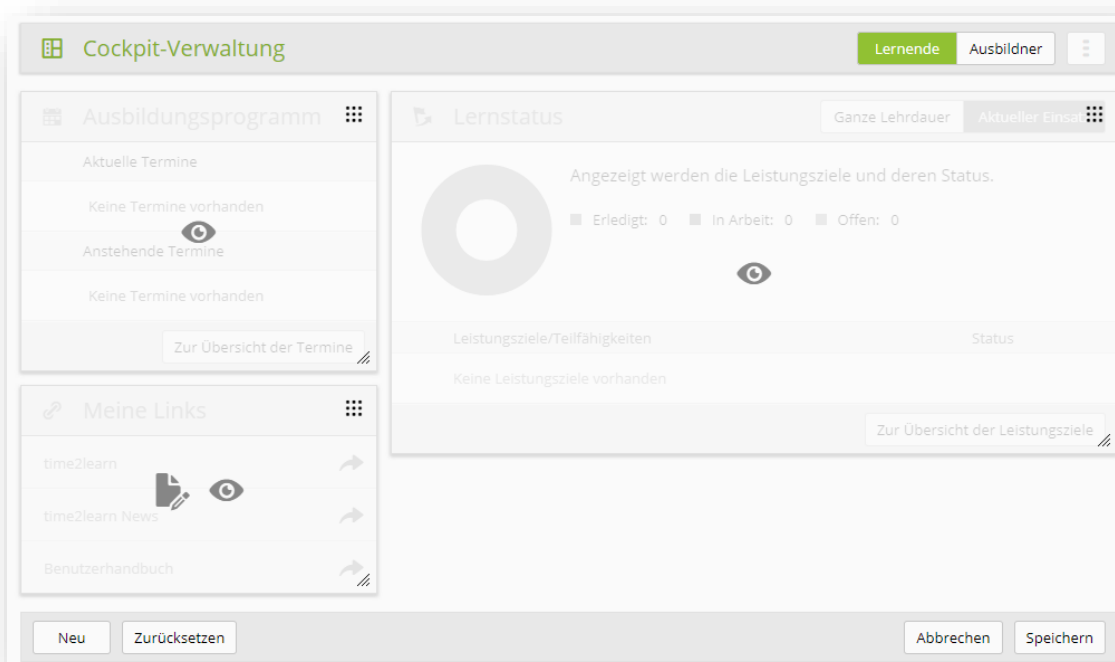 Cockpit-Verwaltung
Lernende Ausbildner
Ausbildungsprogramm
Aktuelle Termine
Keine Termine vorhanden
Anstehende Termine
Keine Termine vorhanden
Zur Übersicht der Termine
Lernstatus
Ganze Lehrdauer Aktueller Einsatz
Angezeigt werden die Leistungsziele und deren Status.
Erledigt: 0 In Arbeit: 0 Offen: 0
Leistungsziele/Teilfähigkeiten Status
Keine Leistungsziele vorhanden
Zur Übersicht der Leistungsziele
Meine Links
time2learn
time2learn News
Benutzerhandbuch
Neu Zurücksetzen Abbrechen Speichern